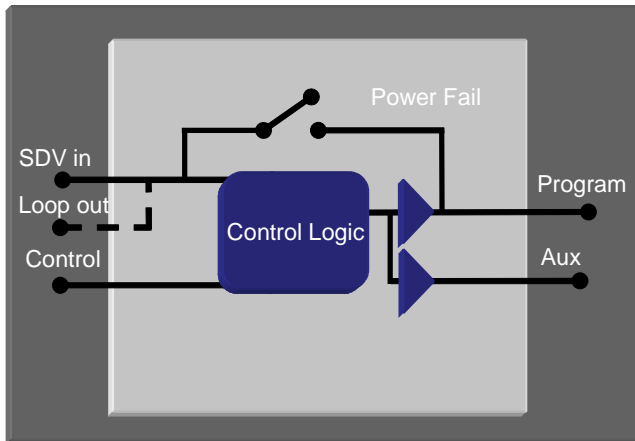 Power Fail
SDV in
Loop out
Control
Control Logic
Program
Aux